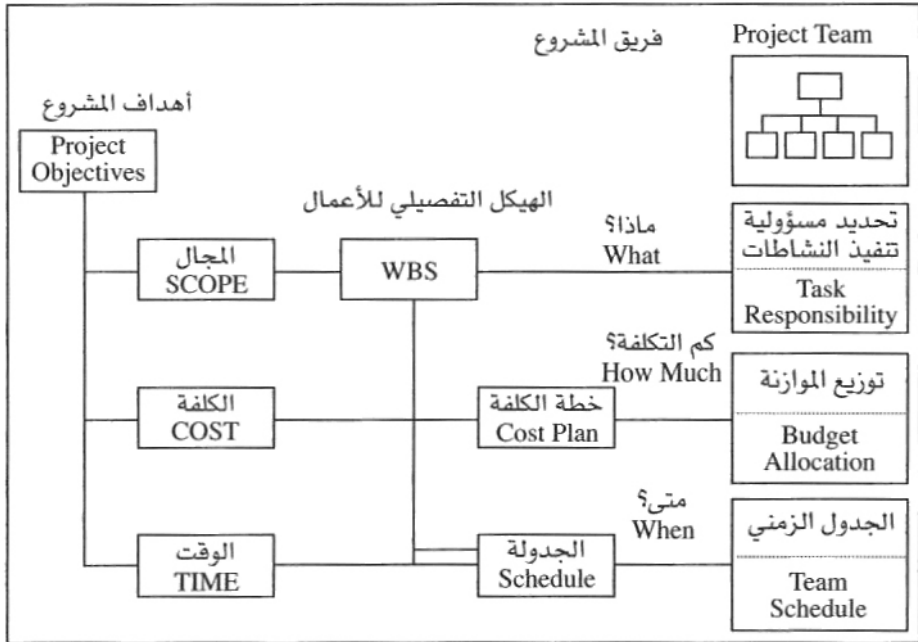 فريق المشروع
Project Team
أهداف المشروع
Project
Objectives
الهيكل التفصيلي للأعمال
المجال
SCOPE
WBS
ماذا؟
What
تحديد مسؤولية
تنفيذ النشاطات
Task
Responsibility
الكلفة
COST
خطة الكلفة
Cost Plan
كم التكلفة؟
How Much
توزيع الموازنة
Budget
Allocation
الوقت
TIME
الجدولة
Schedule
متى؟
When
الجدول الزمني
Team
Schedule